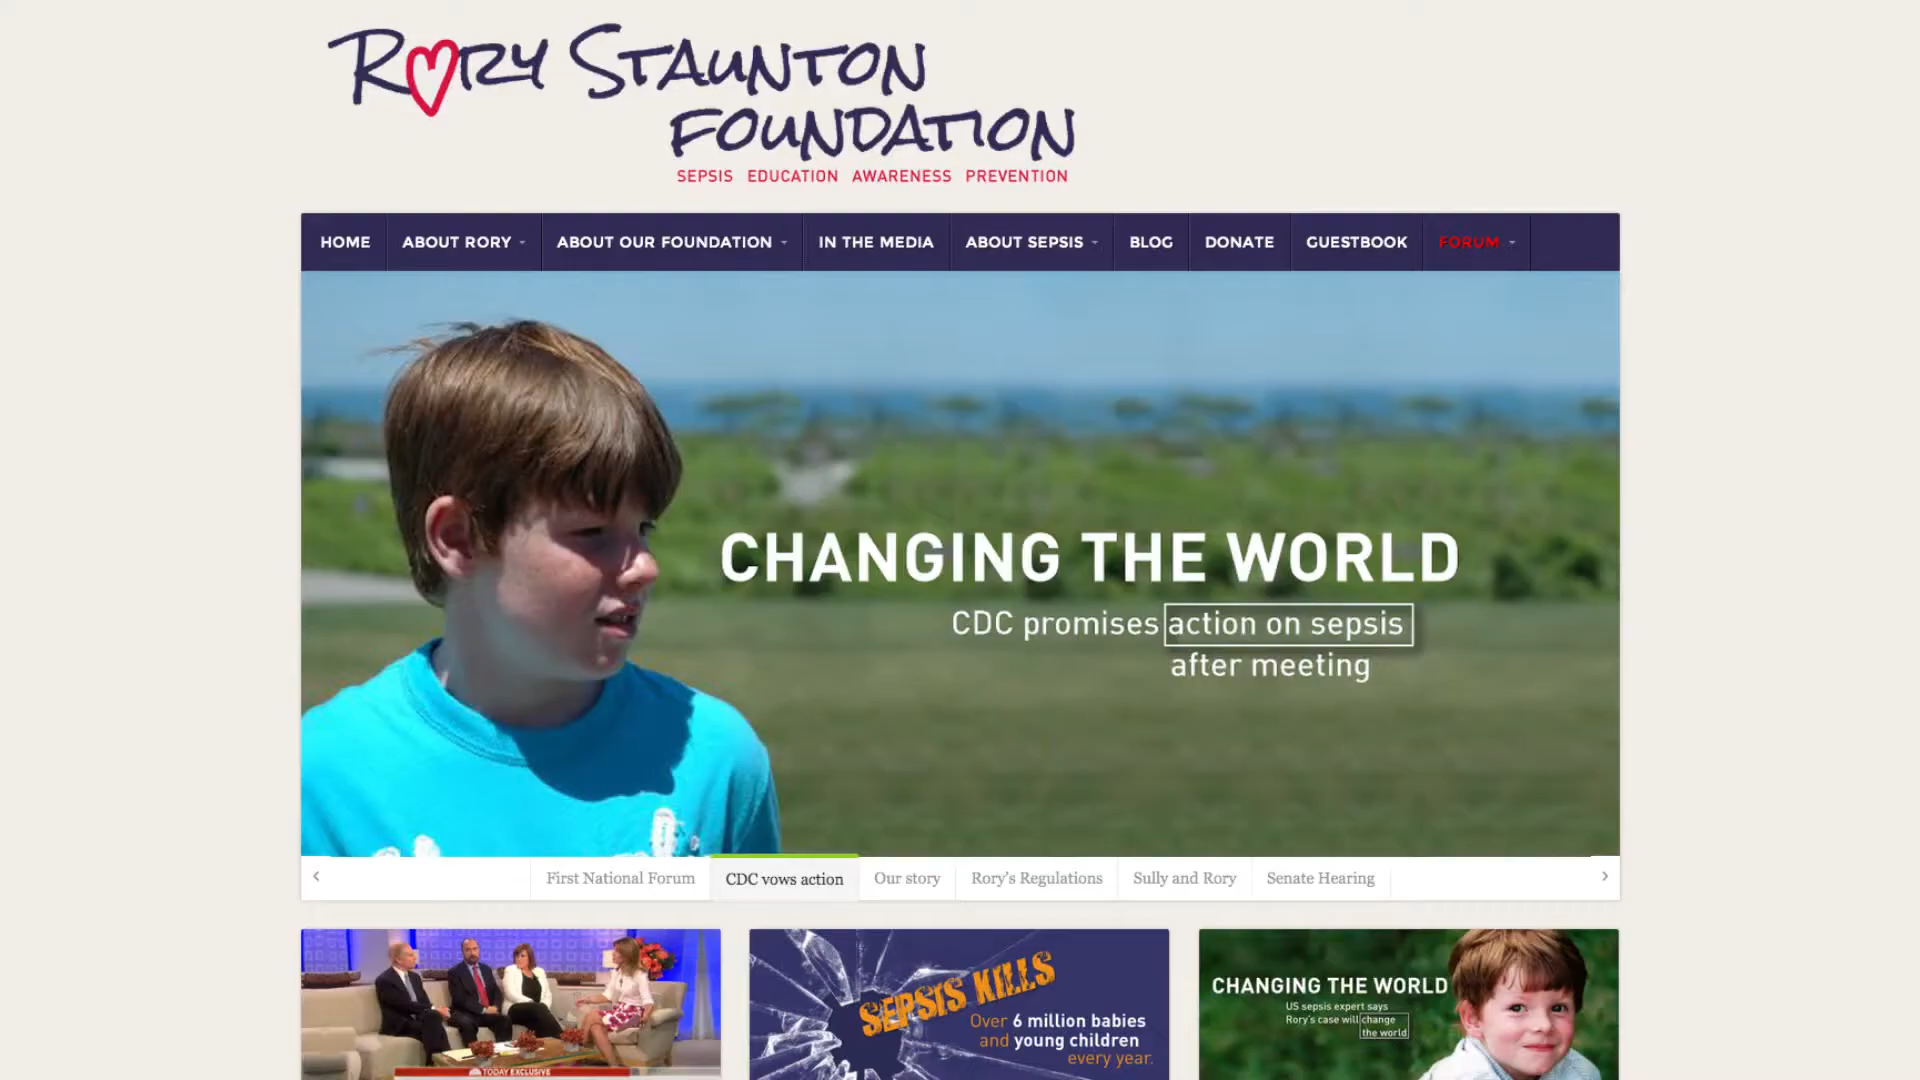 RORY STAUNTON
FOUNDATION
SEPSIS EDUCATION AWARENESS PREVENTION
HOME ABOUT RORY ABOUT OUR FOUNDATION IN THE MEDIA ABOUT SEPSIS BLOG DONATE GUESTBOOK FORUM
CHANGING THE WORLD
CDC promises action on sepsis
after meeting
First National Forum CDC vows action Our story Rory's Regulations Sully and Rory Senate Hearing
TODAY EXCLUSIVE
SEPSIS KILLS
Over 6 million babies
and young children
every year.
CHANGING THE WORLD
US sepsis expert says
Rory's case will change
the world